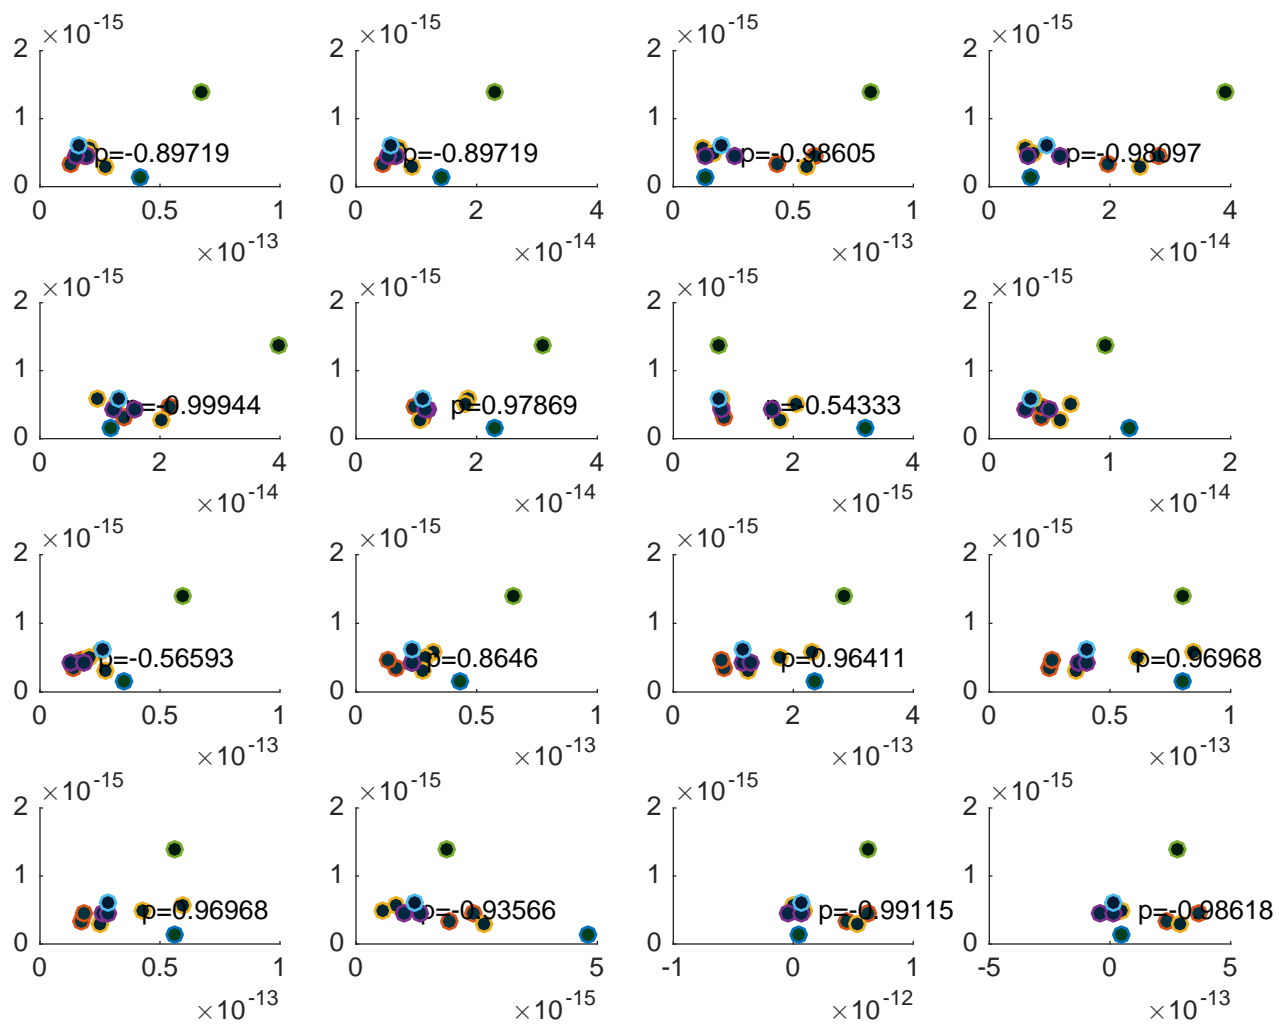 ×10-15 ×10-15 ×10-15 ×10-15
2 2 2 2
1 1 1 1
p=-0.89719 p=-0.89719 p=-0.98605 p=-0.98097
0 0 0 0
0 0.5 1 0 2 4 0 0.5 1 0 2 4
×10-13 ×10-14 ×10-13 ×10-14
×10-15 ×10-15 ×10-15 ×10-15
2 2 2 2
1 1 1 1
p=-0.99944 p=0.97869 p=-0.54333
0 0 0 0
0 2 4 0 2 4 0 2 4 0 1 2
×10-14 ×10-14 ×10-15 ×10-14
×10-15 ×10-15 ×10-15 ×10-15
2 2 2 2
1 1 1 1
p=-0.56593 p=0.8646 p=0.96411 p=0.96968
0 0 0 0
0 0.5 1 0 0.5 1 0 2 4 0 0.5 1
×10-13 ×10-13 ×10-13 ×10-13
×10-15 ×10-15 ×10-15 ×10-15
2 2 2 2
1 1 1 1
p=0.96968 p=-0.93566 p=-0.99115 p=-0.98618
0 0 0 0
0 0.5 1 0 5 -1 0 1 -5 0 5
×10-13 ×10-15 ×10-12 ×10-13